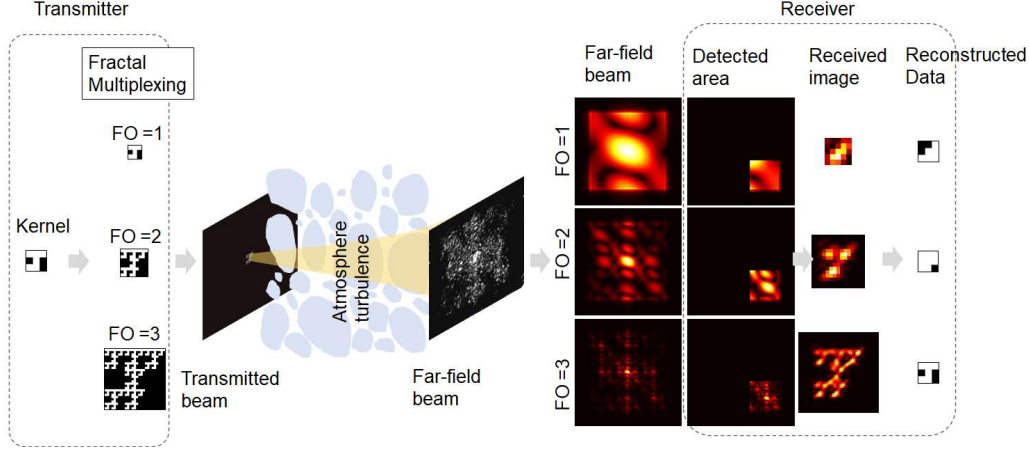 Transmitter
Receiver
Fractal
Multiplexing
Far-field
beam
Detected
area
Received
image
Reconstructed
Data
FO =1
FO =1
Kernel
FO =2
FO =2
Atmosphere
turbulence
FO =3
FO =3
Transmitted
beam
Far-field
beam